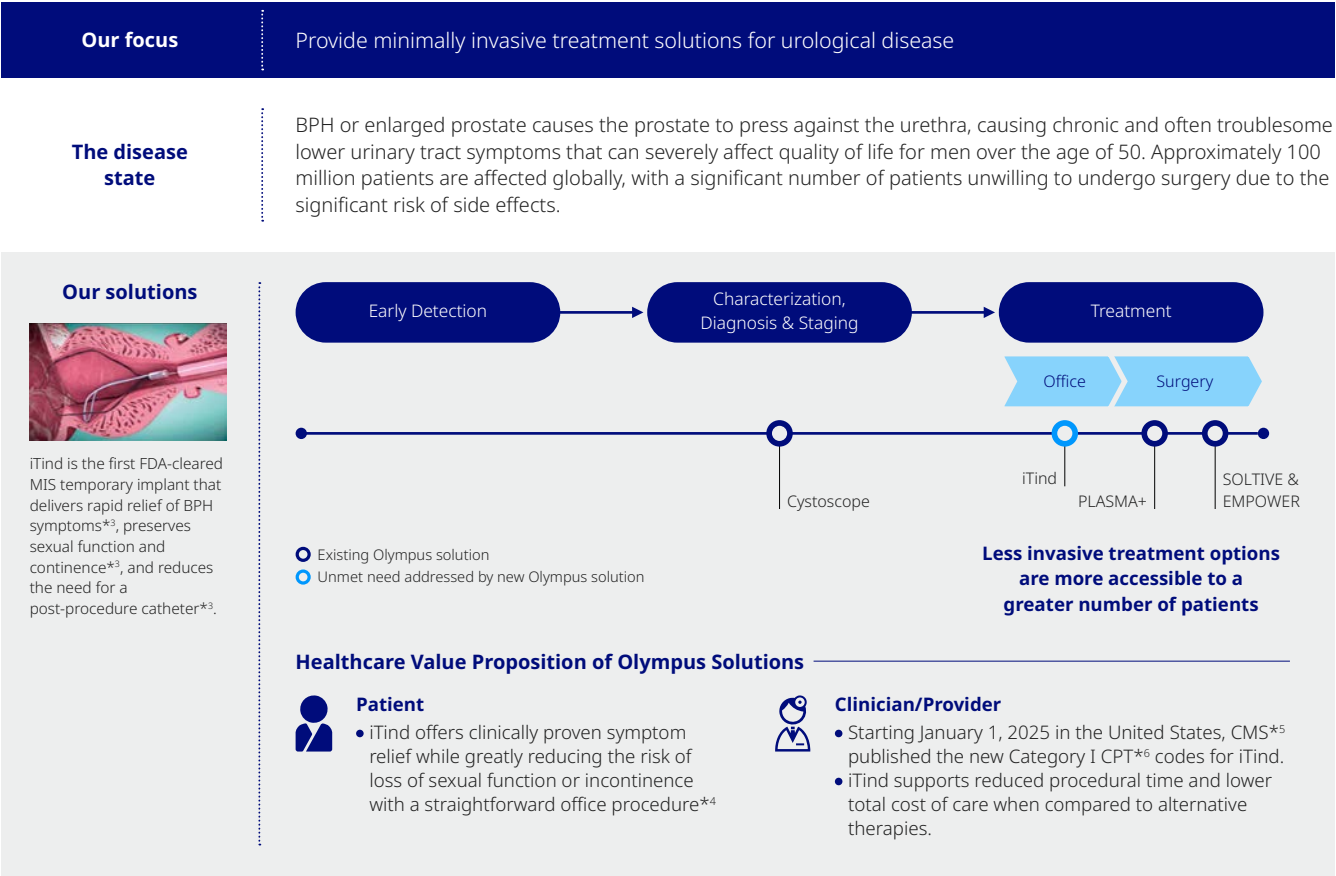 Our focus
Provide minimally invasive treatment solutions for urological disease
The disease
state
BPH or enlarged prostate causes the prostate to press against the urethra, causing chronic and often troublesome
lower urinary tract symptoms that can severely affect quality of life for men over the age of 50. Approximately 100
million patients are affected globally, with a significant number of patients unwilling to undergo surgery due to the
significant risk of side effects.
Our solutions
iTind is the first FDA-cleared
MIS temporary implant that
delivers rapid relief of BPH
symptoms*3, preserves
sexual function and
continence*3, and reduces
the need for a
post-procedure catheter*3.
Early Detection
Characterization,
Diagnosis & Staging
Treatment
Office
Surgery
Cystoscope
iTind
PLASMA+
SOLTIVE &
EMPOWER
Existing Olympus solution
Unmet need addressed by new Olympus solution
Less invasive treatment options
are more accessible to a
greater number of patients
Healthcare Value Proposition of Olympus Solutions
Patient
• iTind offers clinically proven symptom
relief while greatly reducing the risk of
loss of sexual function or incontinence
with a straightforward office procedure*4
Clinician/Provider
• Starting January 1, 2025 in the United States, CMS*5
published the new Category I CPT*6 codes for iTind.
• iTind supports reduced procedural time and lower
total cost of care when compared to alternative
therapies.